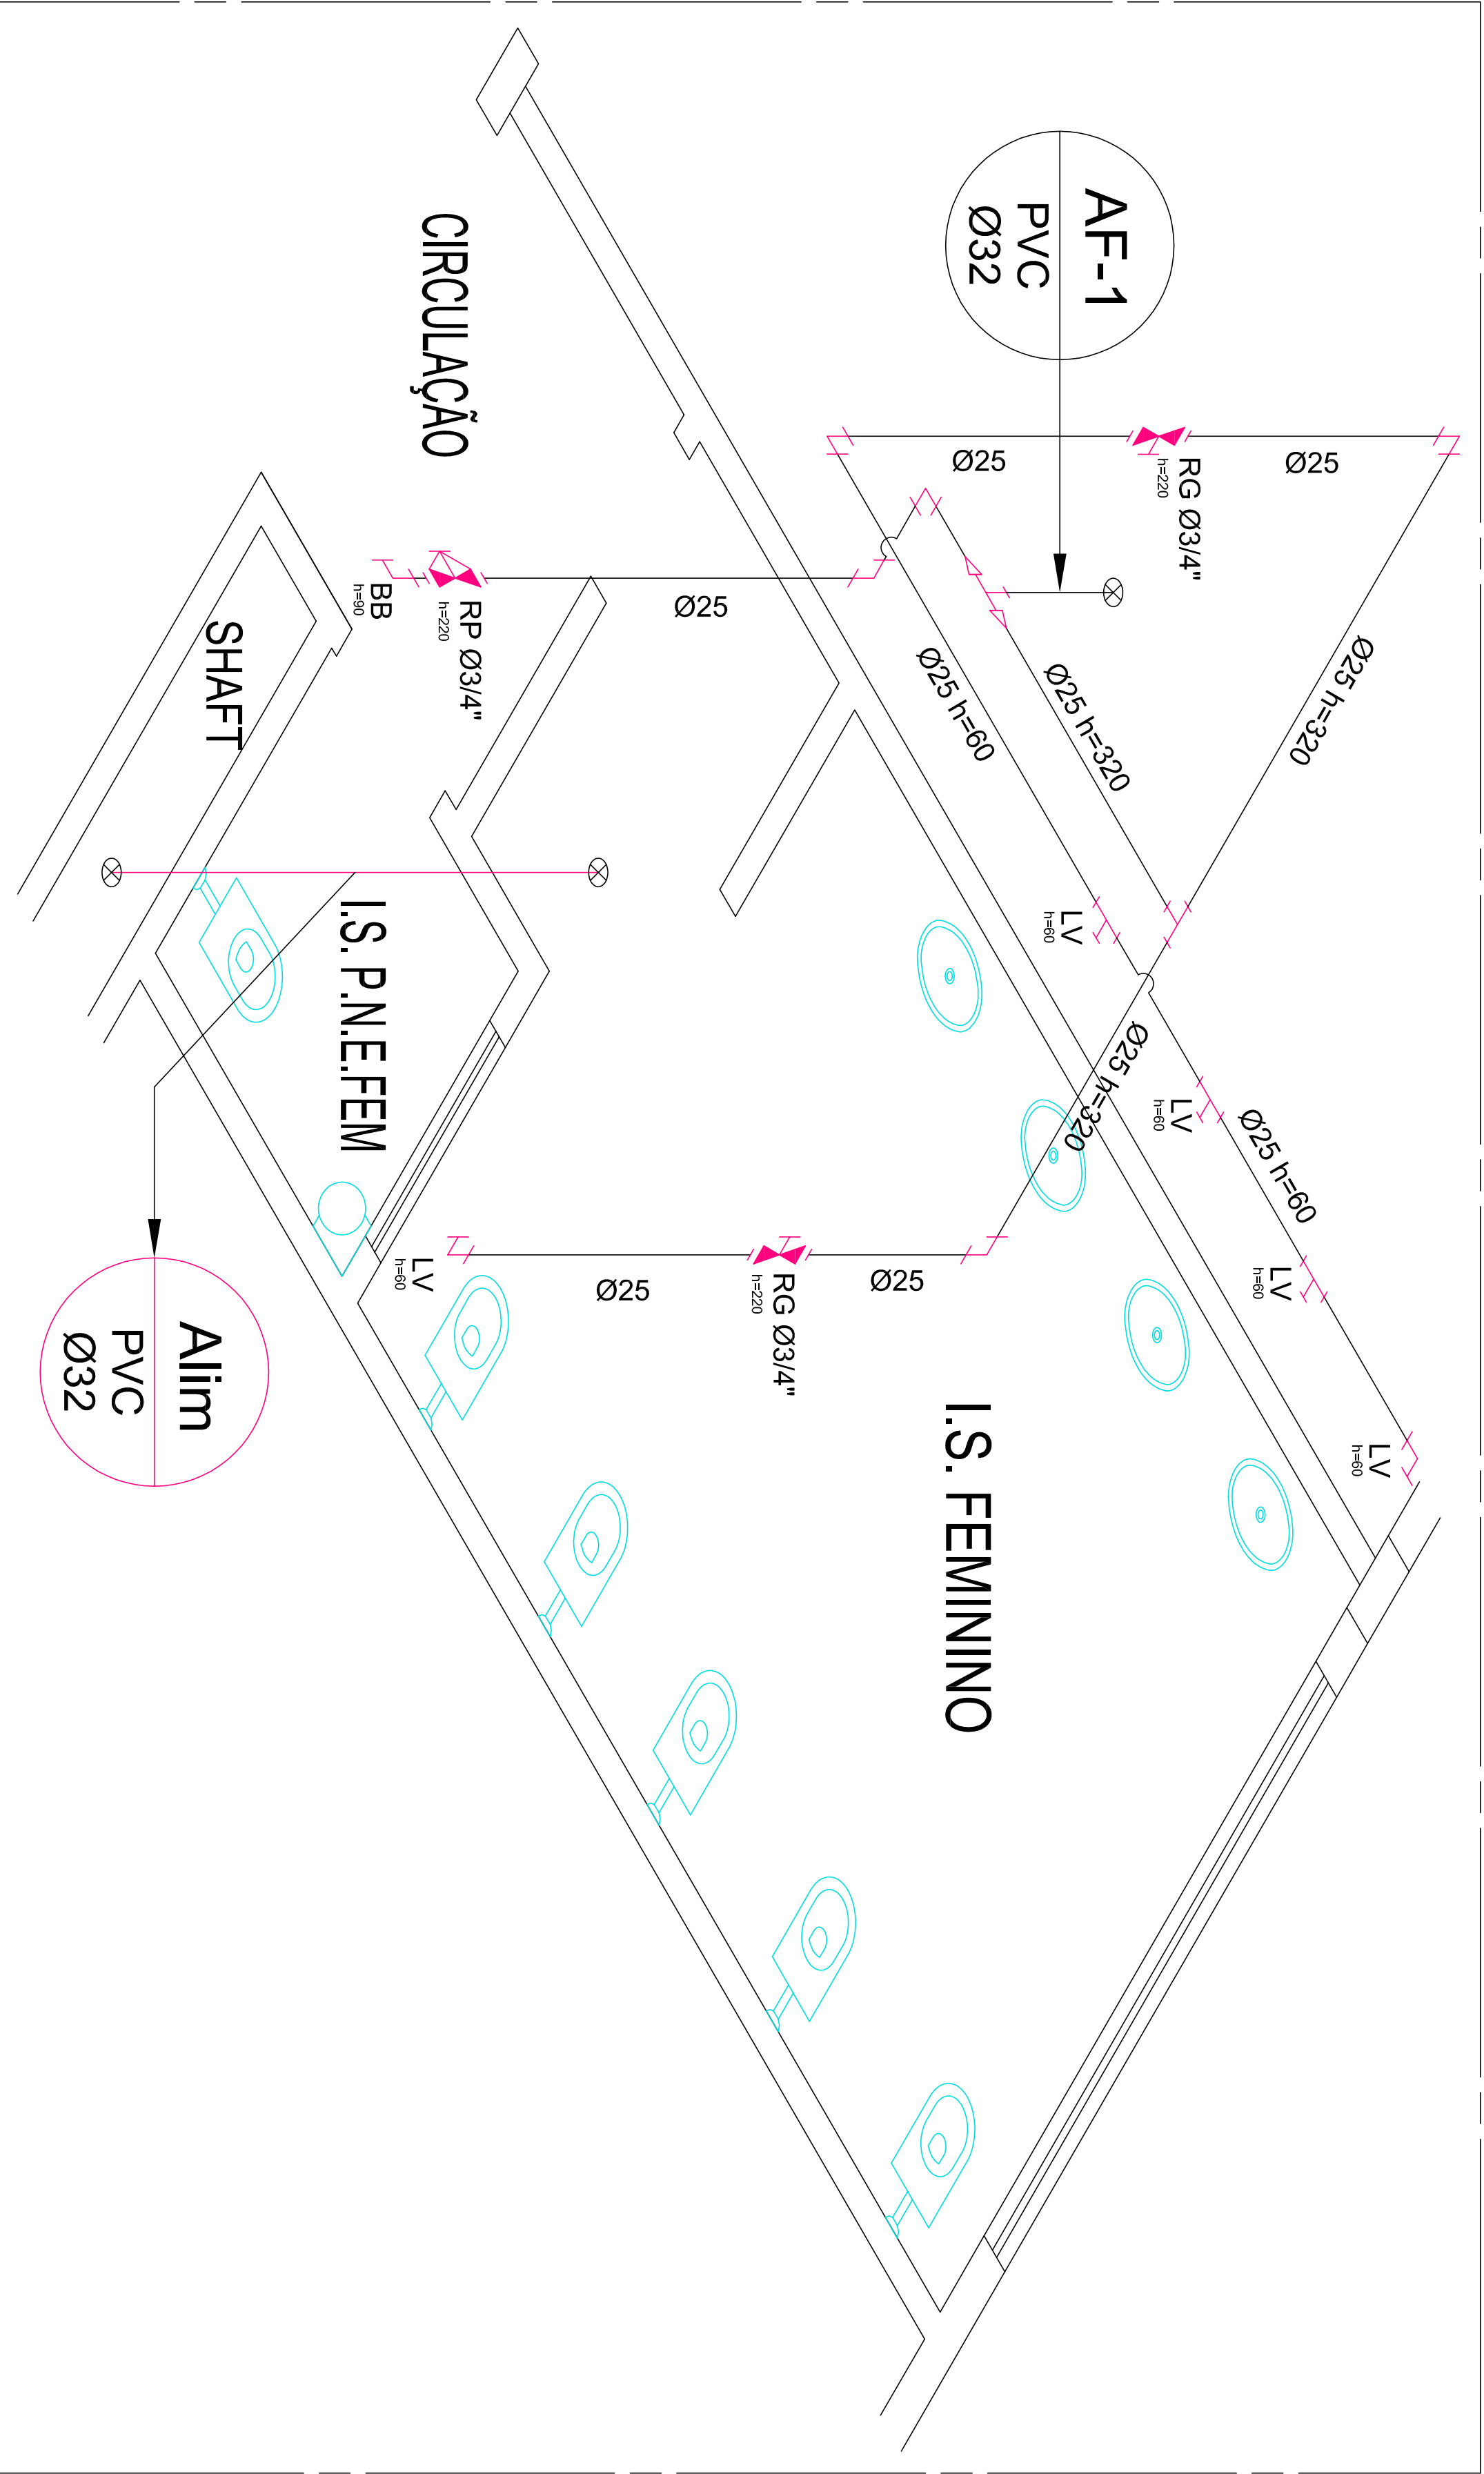 AF-1
PVC
Ø32
Ø25
RG Ø3/4"
h=220
Ø25
Ø25 h=320
Ø25 h=320
Ø25 h=60
CIRCULAÇÃO
Ø25
RP Ø3/4"
h=220
BB
h=90
SHAFT
LV
h=60
Ø25 h=320
LV
h=60
Ø25 h=60
LV
h=60
LV
h=60
I.S. P.N.E.FEM
LV
h=60
Ø25
RG Ø3/4"
h=220
Ø25
I.S. FEMININO
Alim
PVC
Ø32